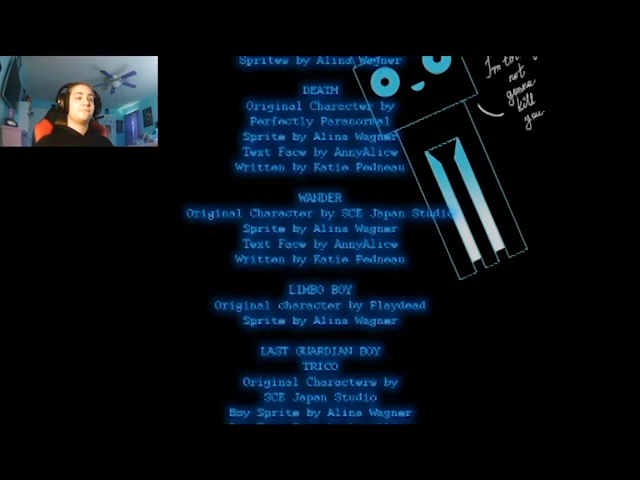 Sprites by Alina Wagner
DEATH
Original Character by
Perfectly Paranormal
Sprite by Alina Wagner
Text Face by AnnyAlice
Written by Katie Pedneau
WANDER
Original Character by SCE Japan Studio
Sprite by Alina Wagner
Text Face by AnnyAlice
Written by Katie Pedneau
LIMBO BOY
Original character by Playdead
Sprite by Alina Wagner
LAST GUARDIAN BOY
TRICO
Original Characters by
SCE Japan Studio
Boy Sprite by Alina Wagner
not
gonna
kill
you